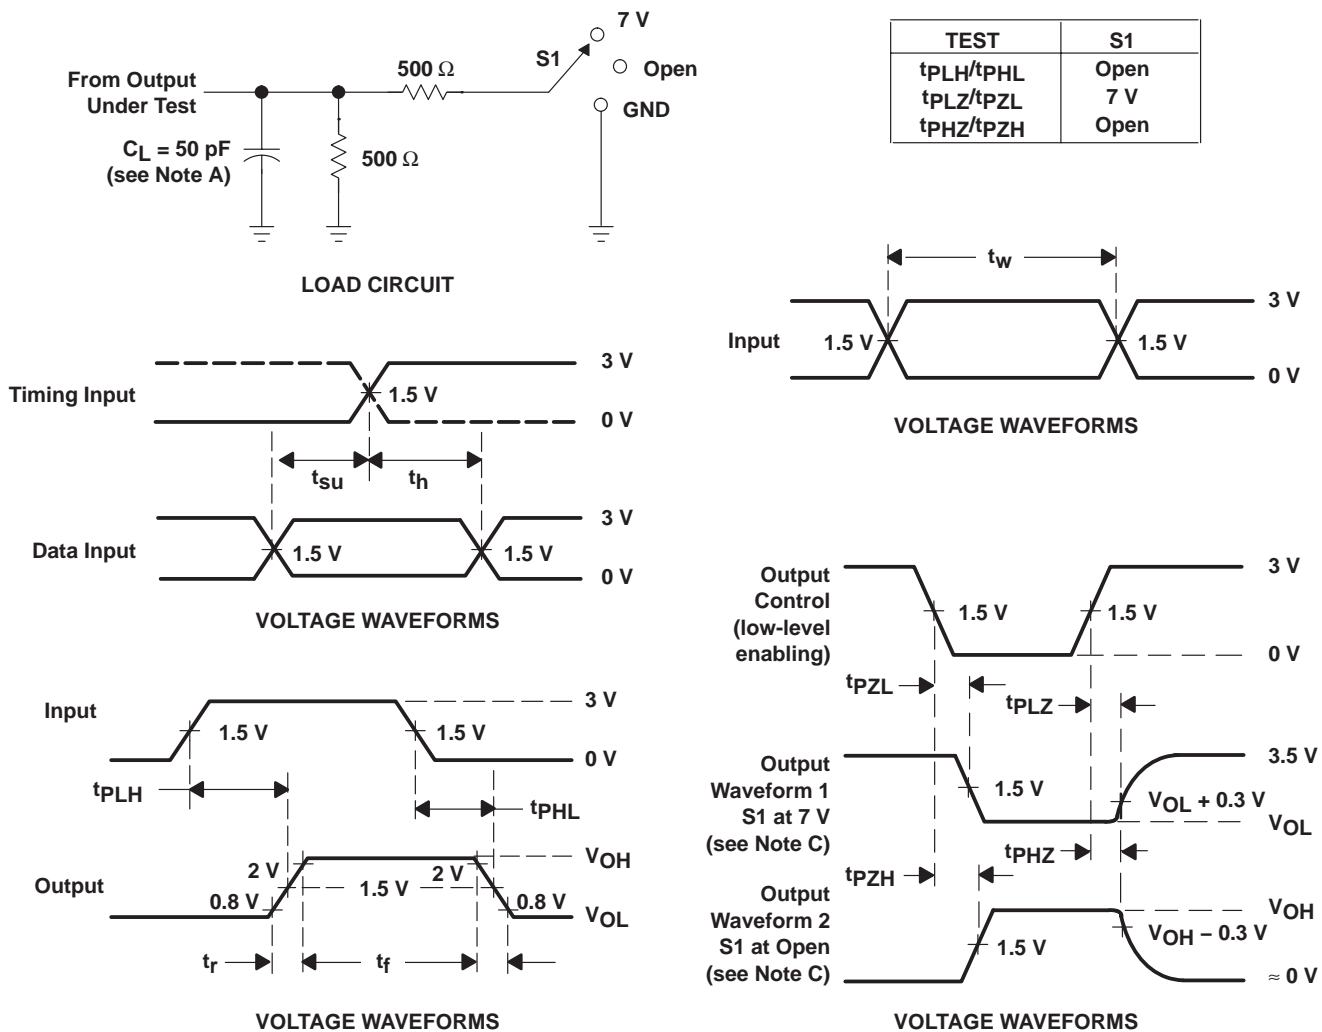 7 V
S1
Open
GND
500 Ω
From Output
Under Test
CL = 50 pF
(see Note A)
500 Ω
LOAD CIRCUIT
TEST S1
tPLH/tPHL Open
tPLZ/tPZL 7 V
tPHZ/tPZH Open
tw
3 V
Input
1.5 V
1.5 V
0 V
VOLTAGE WAVEFORMS
3 V
Timing Input
1.5 V
0 V
tsu
th
3 V
Data Input
1.5 V
1.5 V
0 V
VOLTAGE WAVEFORMS
3 V
Input
1.5 V
1.5 V
0 V
tPLH
tPHL
VOH
2 V
2 V
Output
1.5 V
0.8 V
0.8 V
VOL
tr
tf
VOLTAGE WAVEFORMS
Output
Control
(low-level
enabling)
3 V
1.5 V
1.5 V
0 V
tPZL
tPLZ
Output
Waveform 1
S1 at 7 V
(see Note C)
3.5 V
1.5 V
VOL + 0.3 V
VOL
tPHZ
tPZH
Output
Waveform 2
S1 at Open
(see Note C)
VOH
1.5 V
VOH − 0.3 V
≈ 0 V
VOLTAGE WAVEFORMS